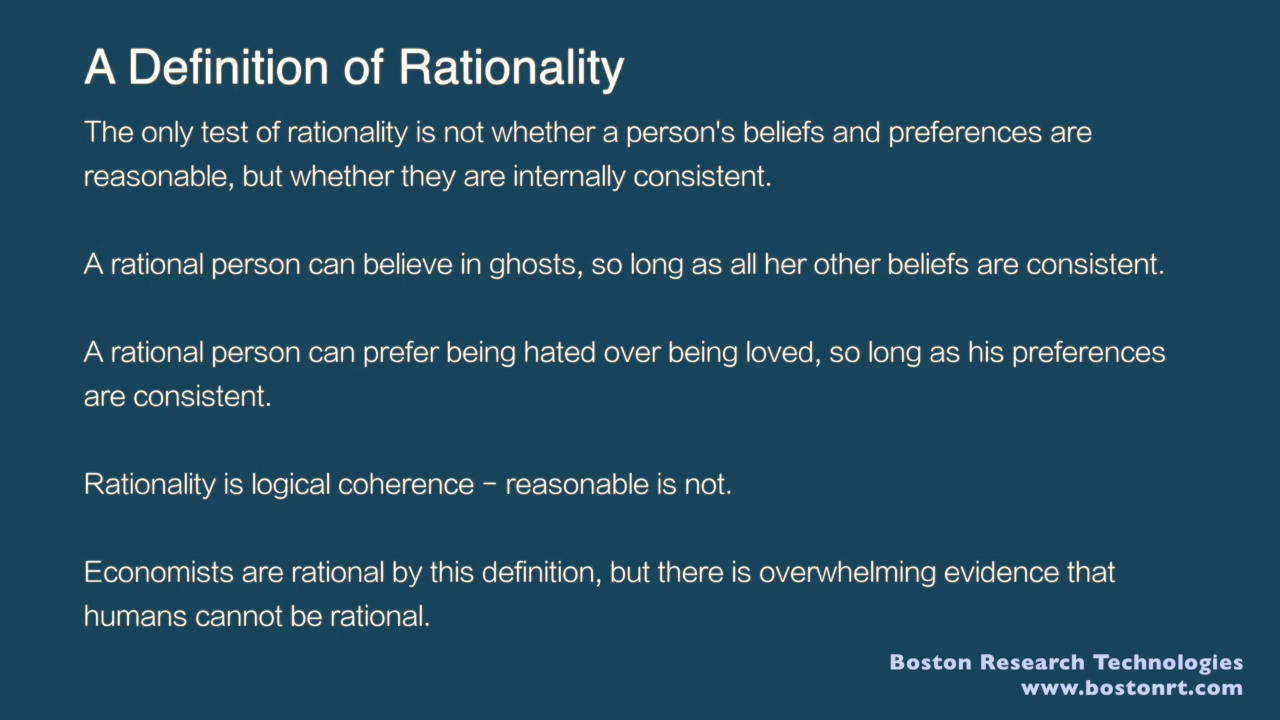 A Definition of Rationality
The only test of rationality is not whether a person's beliefs and preferences are
reasonable, but whether they are internally consistent.
A rational person can believe in ghosts, so long as all her other beliefs are consistent.
A rational person can prefer being hated over being loved, so long as his preferences
are consistent.
Rationality is logical coherence – reasonable is not.
Economists are rational by this definition, but there is overwhelming evidence that
humans cannot be rational.
Boston Research Technologies
www.bostonrt.com